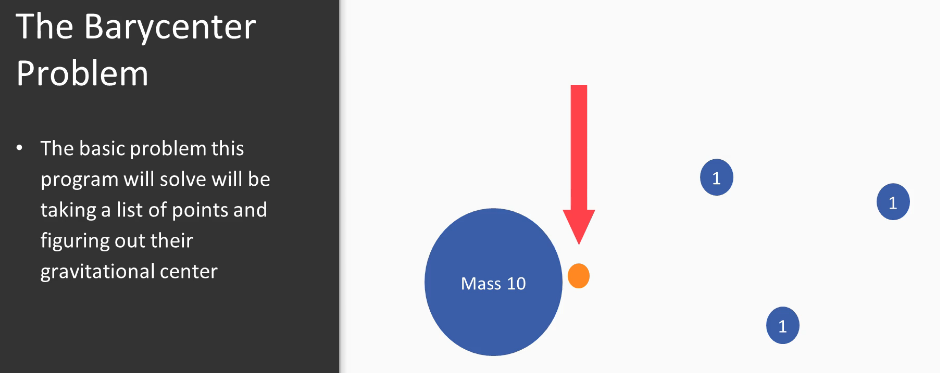 The Barycenter
Problem
• The basic problem this
program will solve will be
taking a list of points and
figuring out their
gravitational center
1
1
Mass 10
1